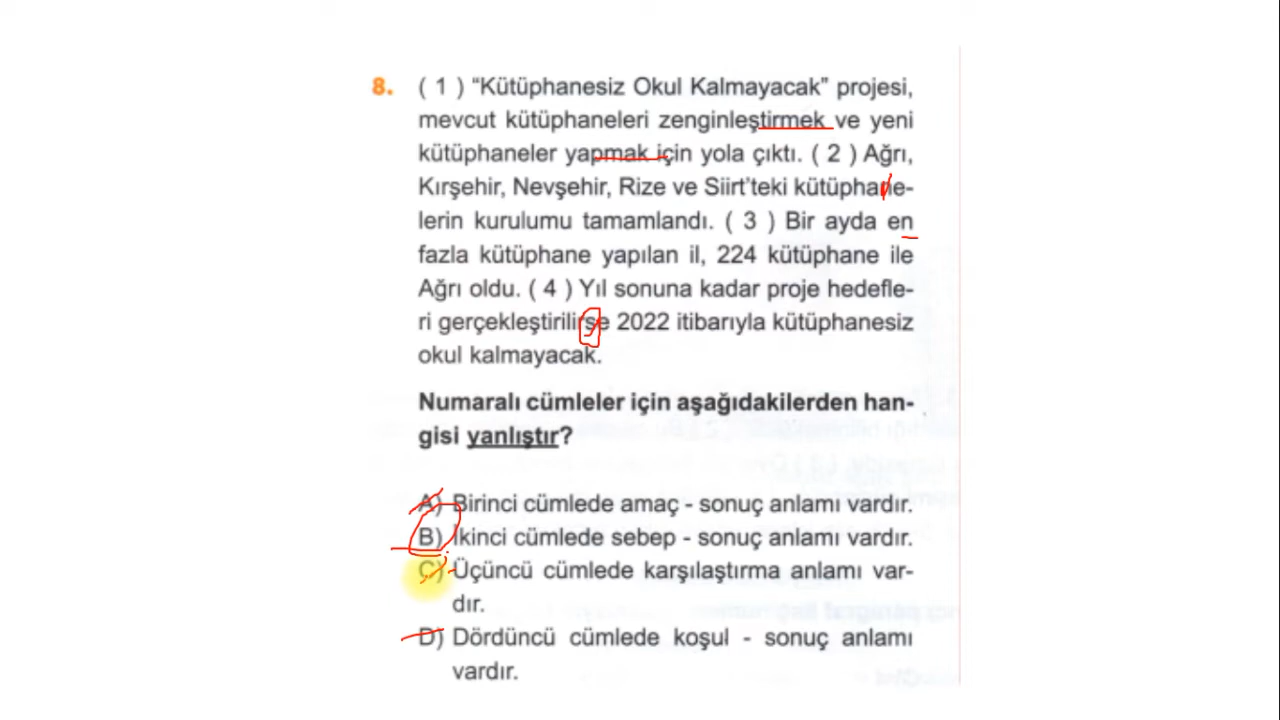 8. ( 1 ) “Kütüphanesiz Okul Kalmayacak” projesi,
mevcut kütüphaneleri zenginleştirmek ve yeni
kütüphaneler yapmak için yola çıktı. ( 2 ) Ağrı,
Kırşehir, Nevşehir, Rize ve Siirt’teki kütüphane-
lerin kurulumu tamamlandı. ( 3 ) Bir ayda en
fazla kütüphane yapılan il, 224 kütüphane ile
Ağrı oldu. ( 4 ) Yıl sonuna kadar proje hedefle-
ri gerçekleştirilirse 2022 itibarıyla kütüphanesiz
okul kalmayacak.
Numaralı cümleler için aşağıdakilerden han-
gisi yanlıştır?
A) Birinci cümlede amaç - sonuç anlamı vardır.
B) İkinci cümlede sebep - sonuç anlamı vardır.
C) Üçüncü cümlede karşılaştırma anlamı var-
dır.
D) Dördüncü cümlede koşul - sonuç anlamı
vardır.